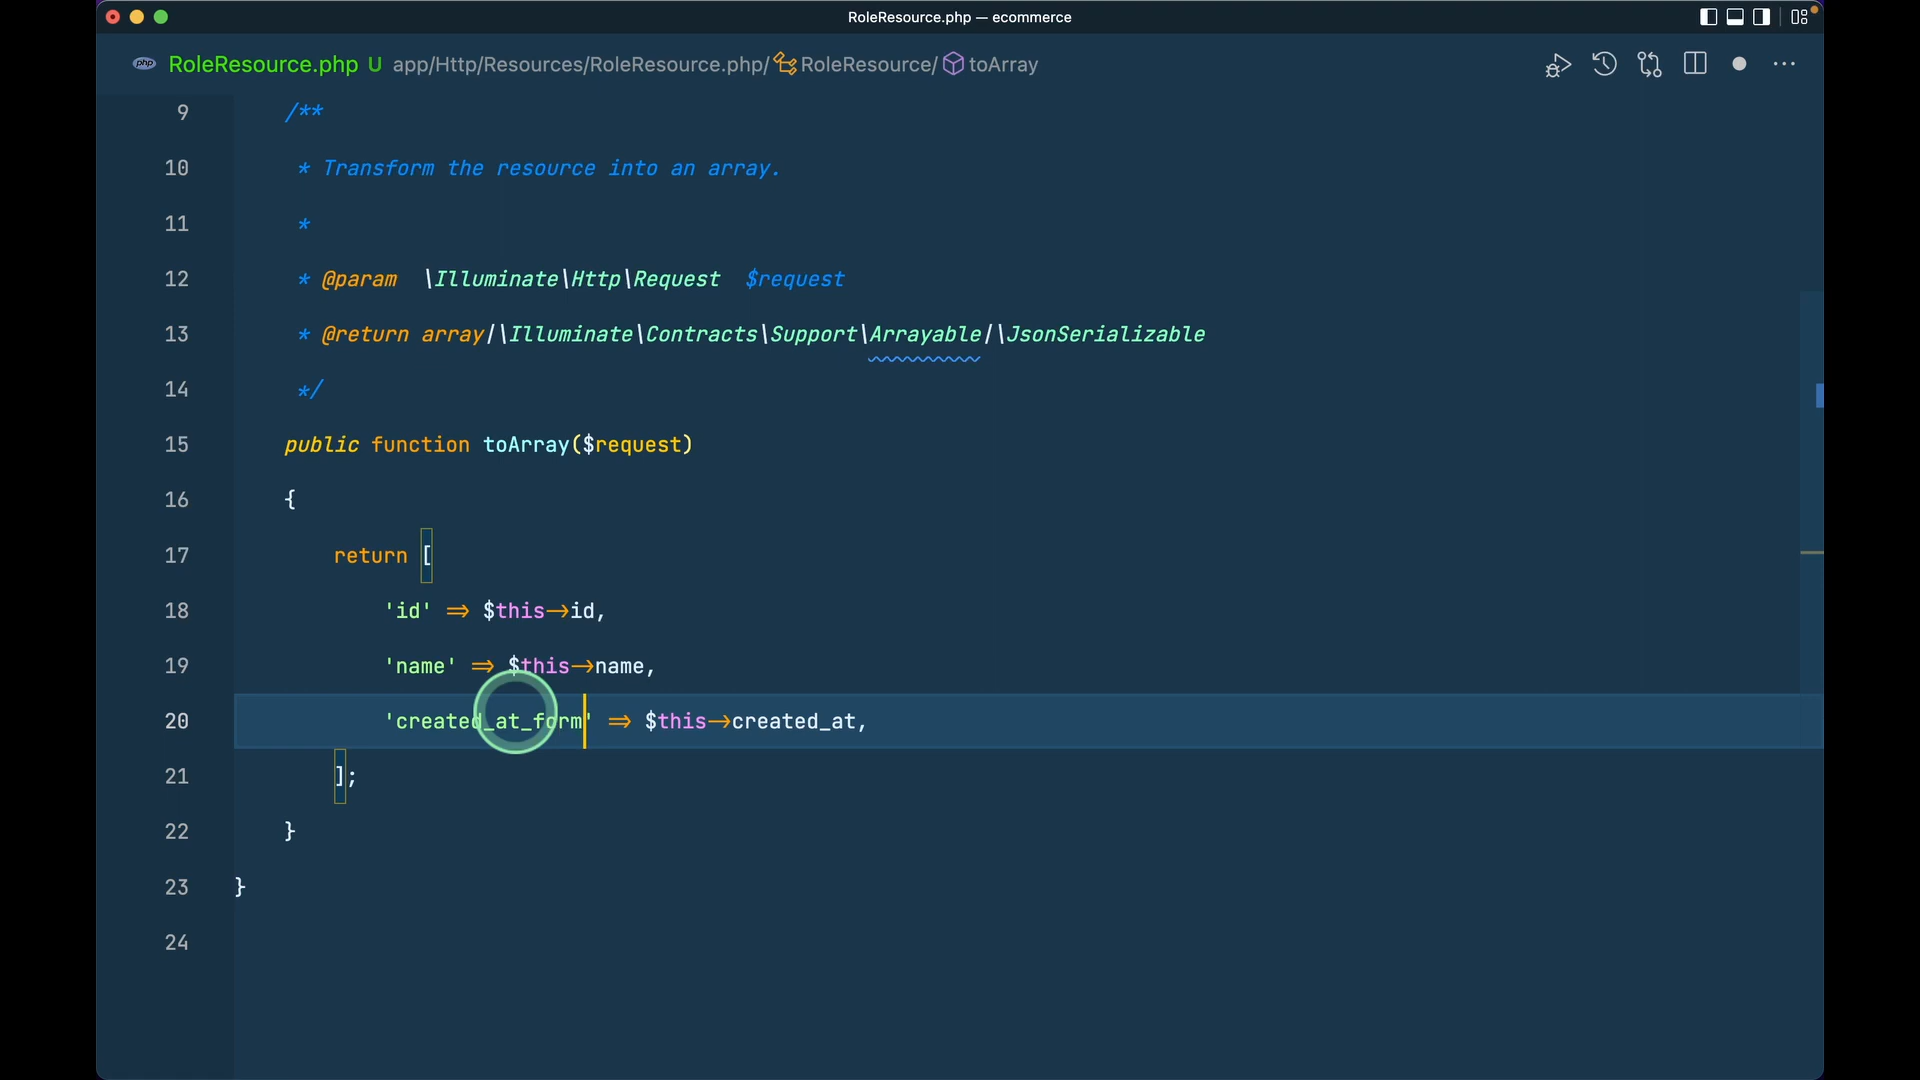 RoleResource.php — ecommerce
php RoleResource.php U app/Http/Resources/RoleResource.php/ RoleResource/ toArray
9 /**
10 * Transform the resource into an array.
11 *
12 * @param \Illuminate\Http\Request $request
13 * @return array|\Illuminate\Contracts\Support\Arrayable|\JsonSerializable
14 */
15 public function toArray($request)
16 {
17 return [
18 'id' => $this->id,
19 'name' => $this->name,
20 'created_at_form' => $this->created_at,
21 ];
22 }
23 }
24